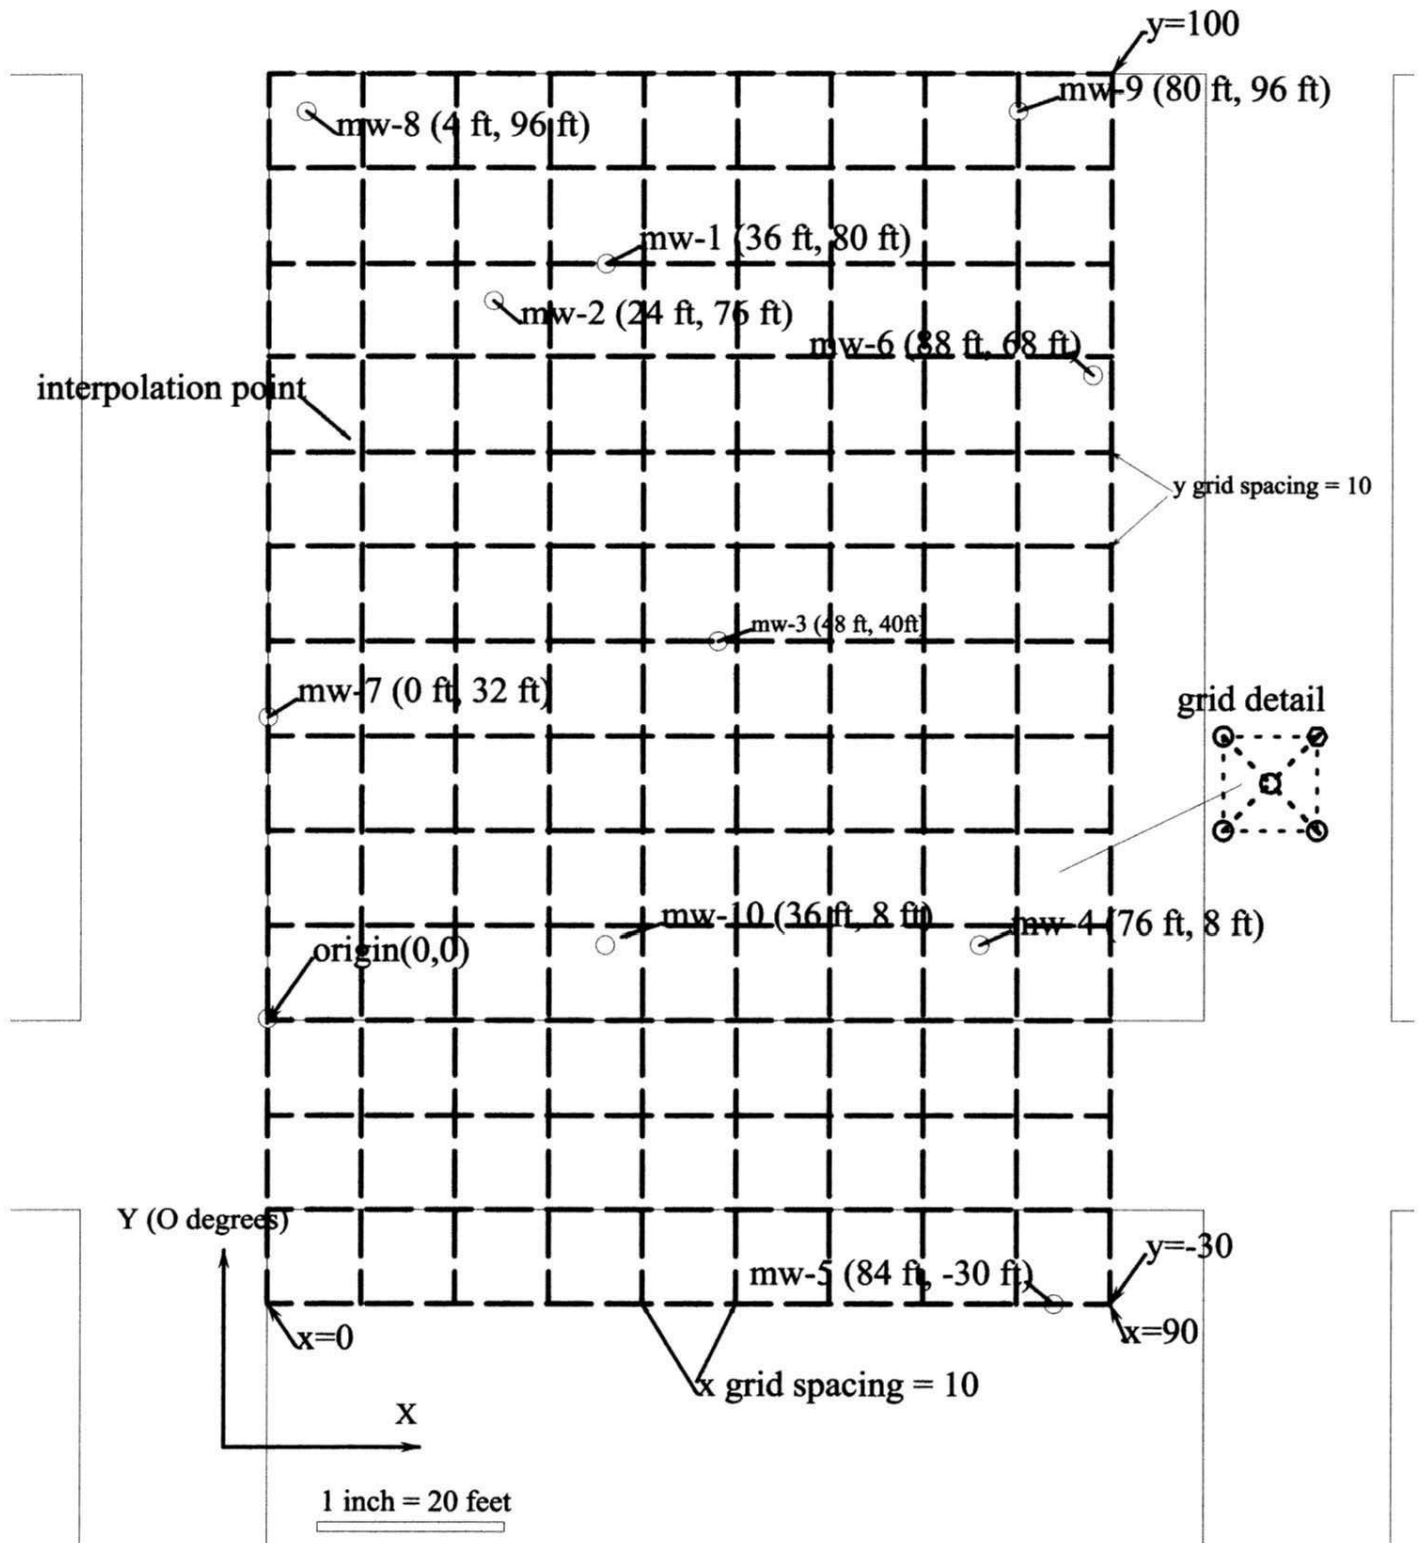 y=100
mw-9 (80 ft, 96 ft)
mw-8 (4 ft, 96 ft)
mw-1 (36 ft, 80 ft)
mw-2 (24 ft, 76 ft)
mw-6 (88 ft, 68 ft)
interpolation point
y grid spacing = 10
mw-3 (48 ft, 40ft)
mw-7 (0 ft, 32 ft)
grid detail
mw-10 (36 ft, 8 ft)
mw-4 (76 ft, 8 ft)
origin(0,0)
Y (O degrees)
y=-30
mw-5 (84 ft, -30 ft)
x=0
x=90
x grid spacing = 10
X
1 inch = 20 feet